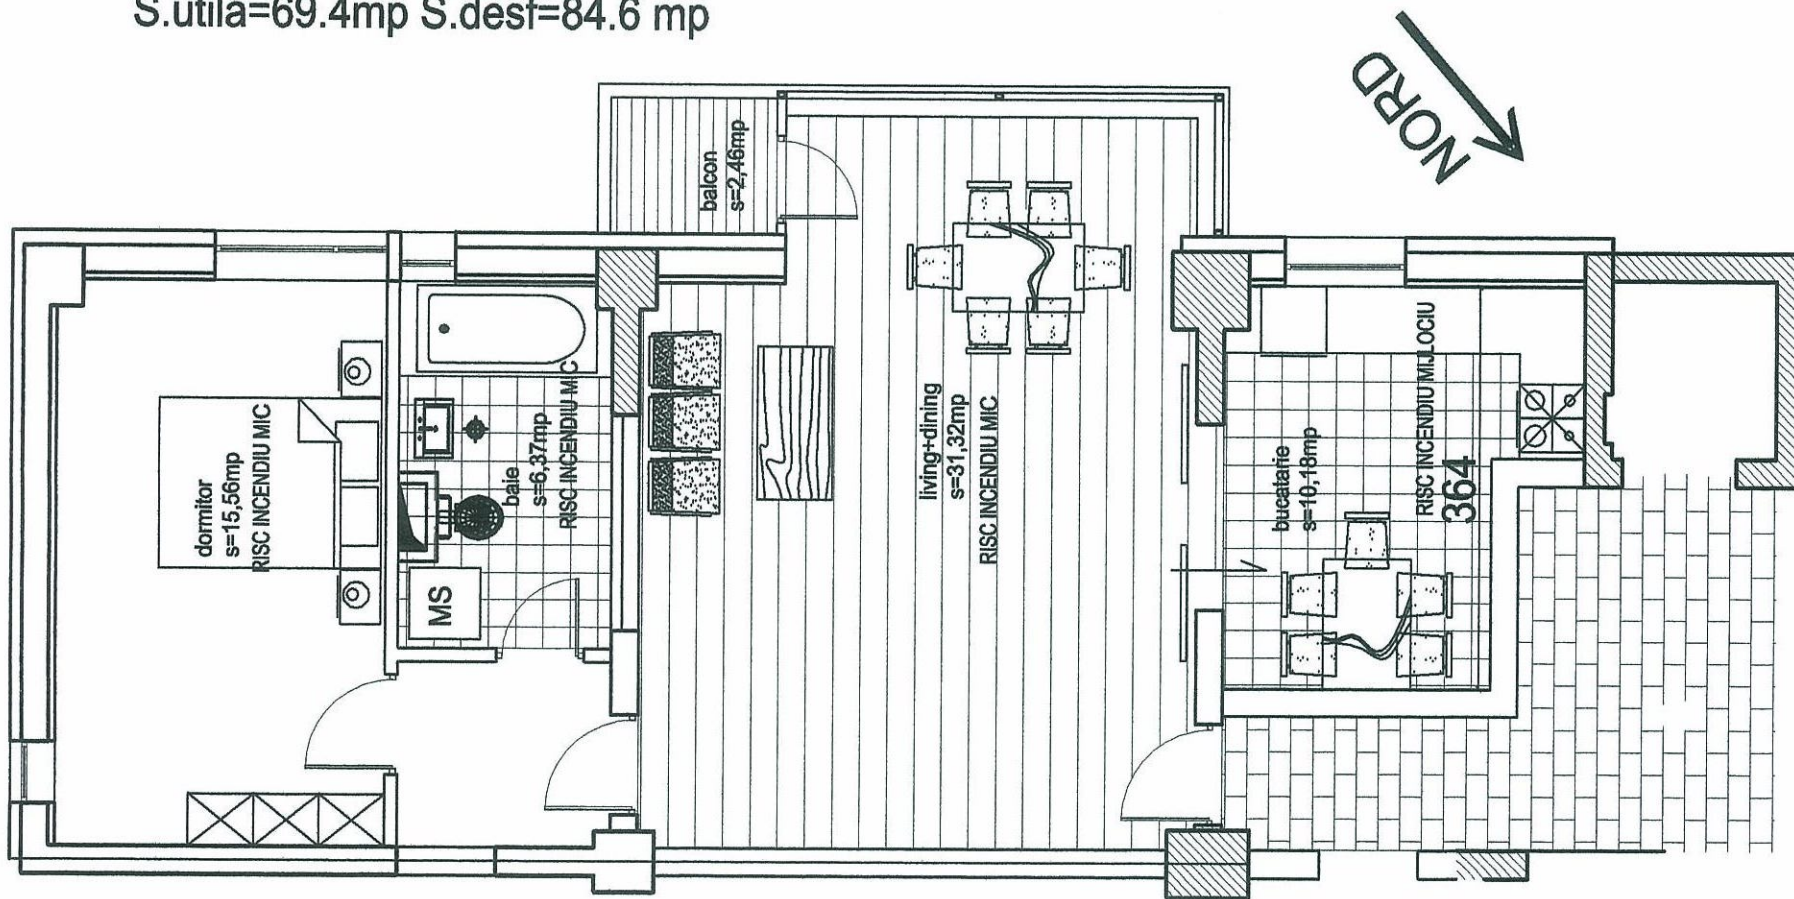 S.utila=69.4mp S.desf=84.6 mp
NORD
balcon
s=2,46mp
dormitor
s=15,56mp
RISC INCENDIU MIC
baie
s=6,37mp
RISC INCENDIU MIC
MS
living+dining
s=31,32mp
RISC INCENDIU MIC
bucatarie
s=10,18mp
RISC INCENDIU MIJLOCIU
364